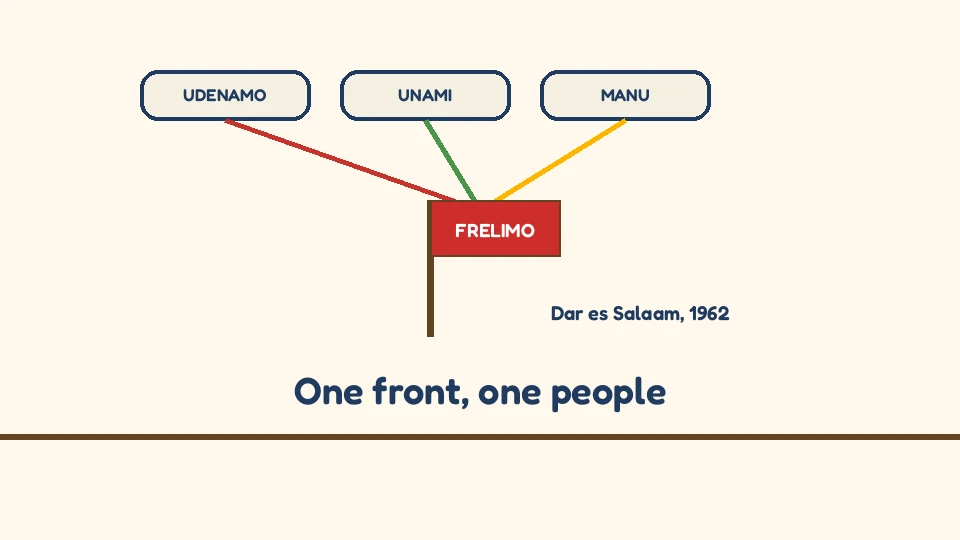 UDENAMO
UNAMI
MANU
FRELIMO
Dar es Salaam, 1962
One front, one people